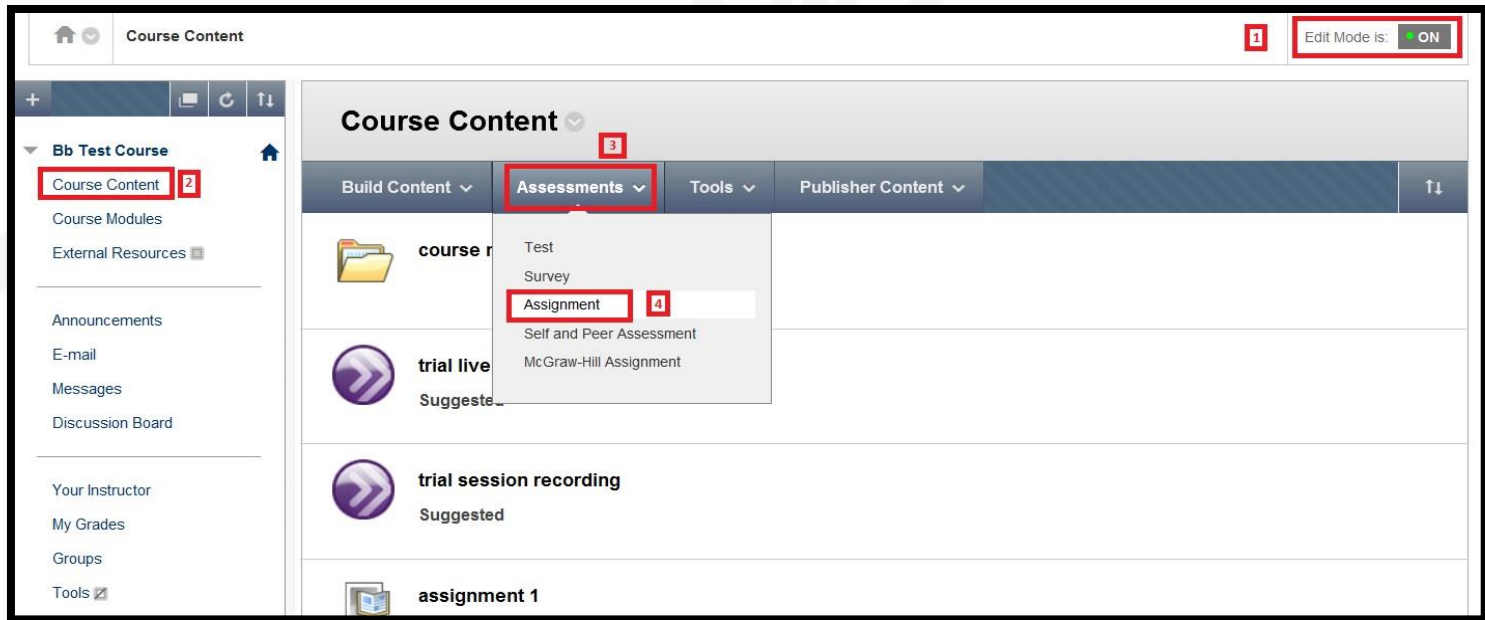 Course Content
1
Edit Mode is: ON
Bb Test Course
Course Content 2
Course Modules
External Resources
Announcements
E-mail
Messages
Discussion Board
Your Instructor
My Grades
Groups
Tools
Course Content
3
Build Content Assessments Tools Publisher Content
Test
Survey
Assignment 4
Self and Peer Assessment
McGraw-Hill Assignment
course
trial live
Suggested
trial session recording
Suggested
assignment 1